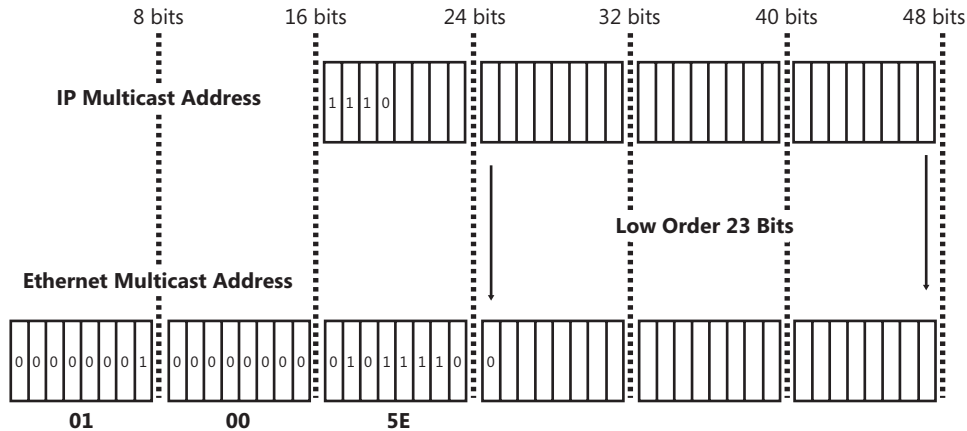 8 bits 16 bits 24 bits 32 bits 40 bits 48 bits
IP Multicast Address
1 1 1 0
Low Order 23 Bits
Ethernet Multicast Address
0 0 0 0 0 0 0 1 0 0 0 0 0 0 0 0 0 1 0 1 1 1 1 0 0
01 00 5E